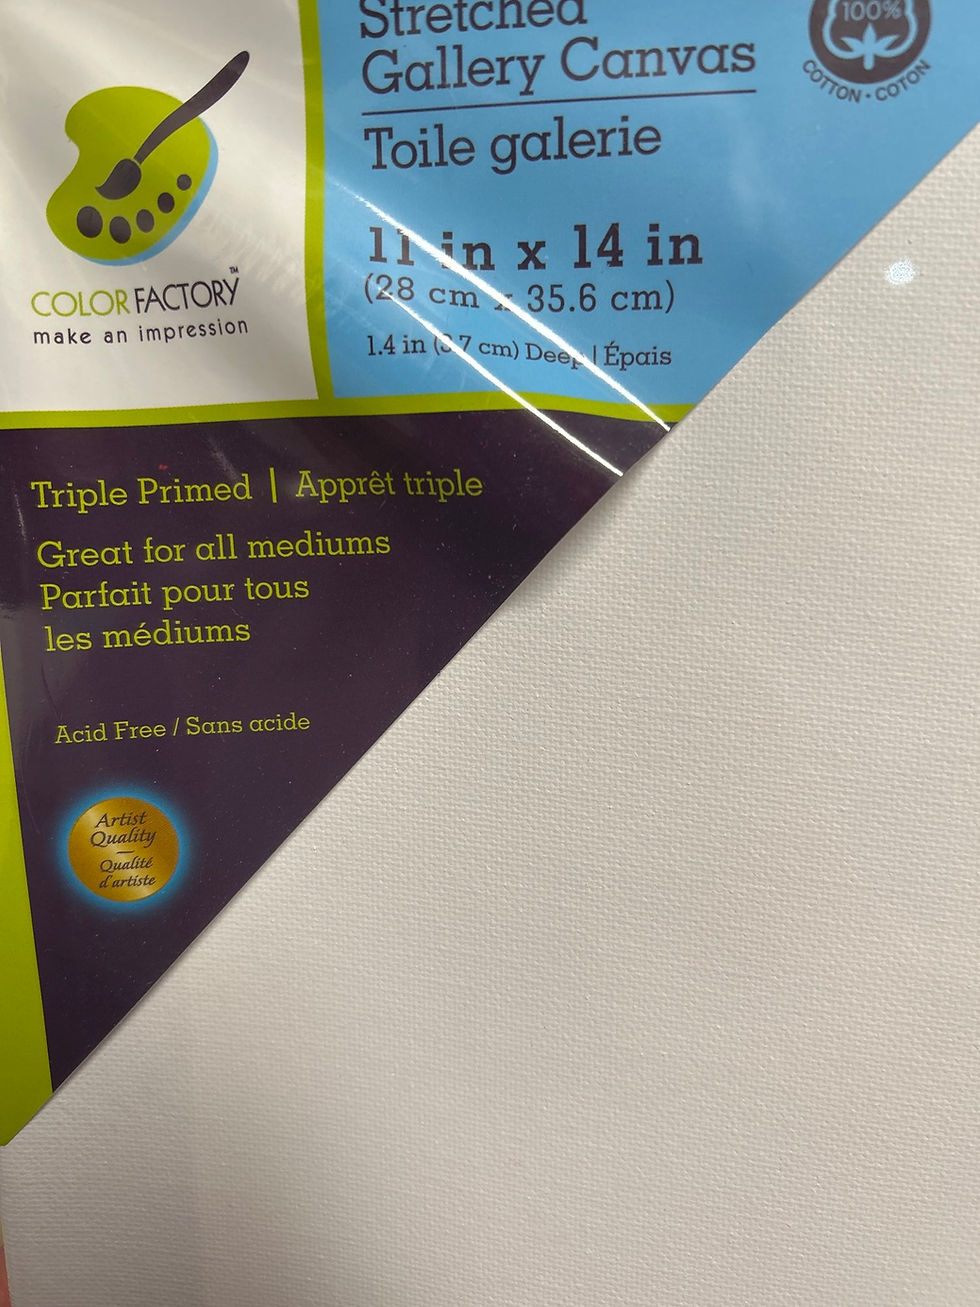 Stretched
Gallery Canvas
Toile galerie
100%
COTTON • COTON
11 in x 14 in
(28 cm x 35.6 cm)
1.4 in (3.7 cm) Deep | Épais
COLOR FACTORY™
make an impression
Triple Primed | Apprêt triple
Great for all mediums
Parfait pour tous
les médiums
Acid Free / Sans acide
Artist
Quality
Qualité
d'artiste